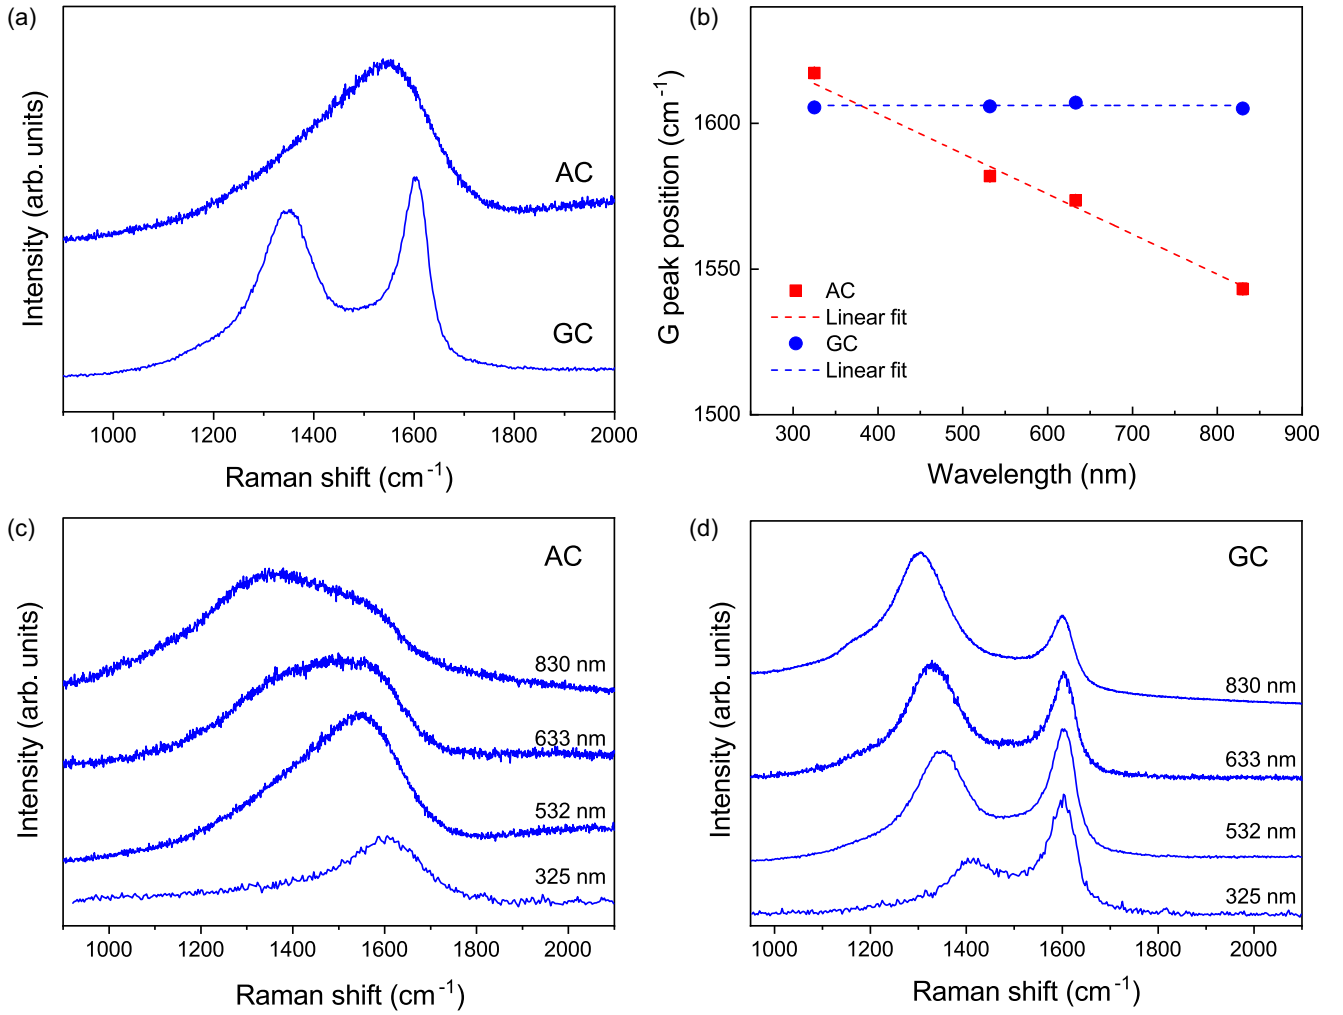 (a)
Intensity (arb. units)
AC
GC
1000 1200 1400 1600 1800 2000
Raman shift (cm⁻¹)
(b)
G peak position (cm⁻¹)
1600
1550
1500
AC
Linear fit
GC
Linear fit
300 400 500 600 700 800 900
Wavelength (nm)
(c)
Intensity (arb. units)
AC
830 nm
633 nm
532 nm
325 nm
1000 1200 1400 1600 1800 2000
Raman shift (cm⁻¹)
(d)
Intensity (arb. units)
GC
830 nm
633 nm
532 nm
325 nm
1000 1200 1400 1600 1800 2000
Raman shift (cm⁻¹)